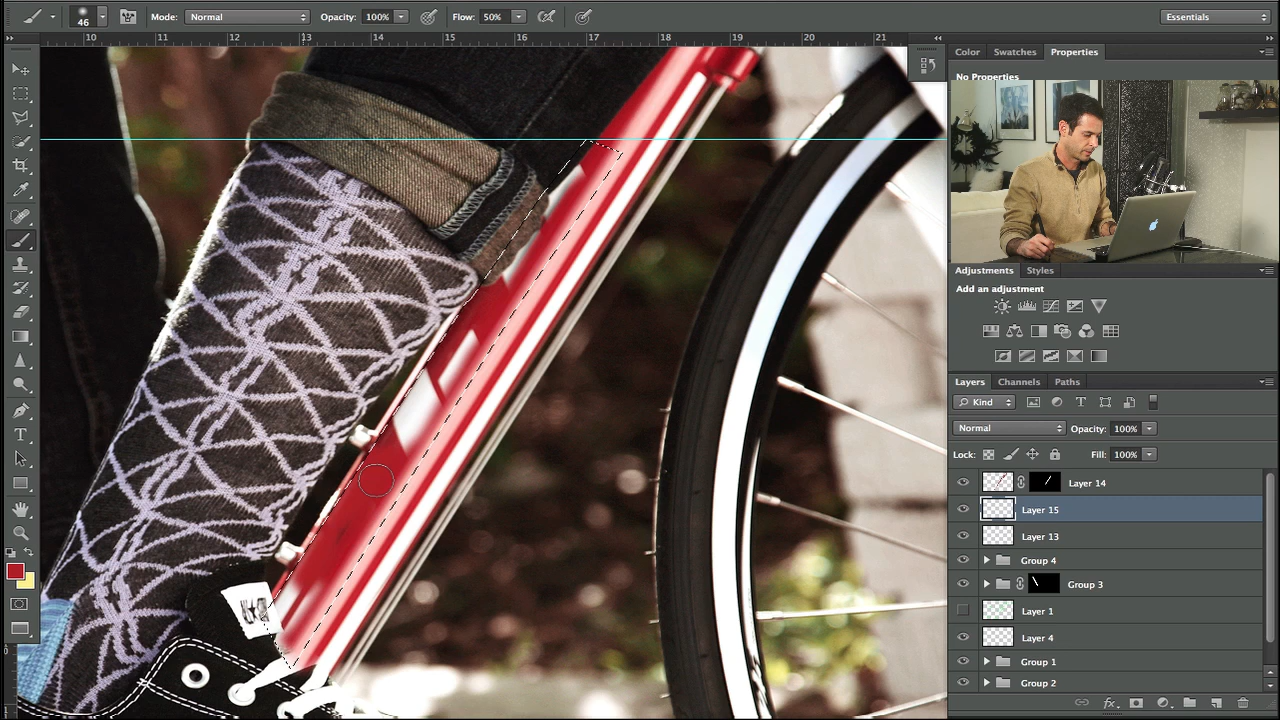 46 Mode: Normal Opacity: 100% Flow: 50% Essentials
10 11 12 13 14 15 16 17 18 19 20 21
Color Swatches Properties
No Properties
Adjustments Styles
Add an adjustment
Layers Channels Paths
Kind
Normal Opacity: 100%
Lock: Fill: 100%
Layer 14
Layer 15
Layer 13
Group 4
Group 3
Layer 1
Layer 4
Group 1
Group 2